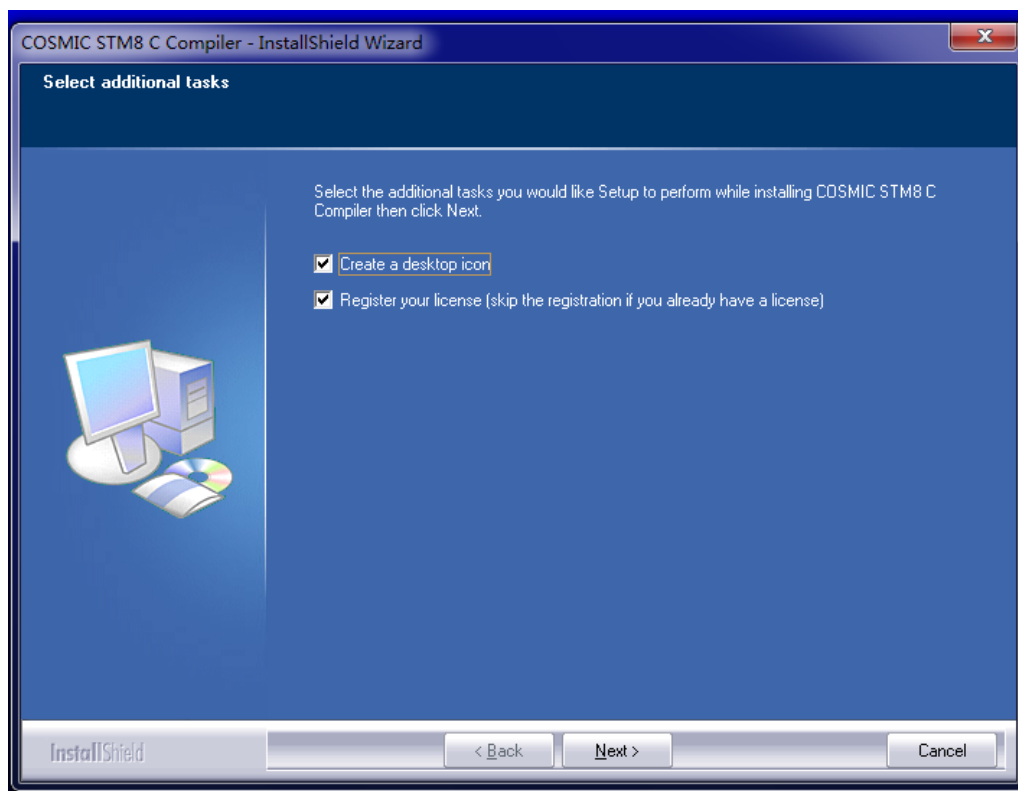 COSMIC STM8 C Compiler - InstallShield Wizard
Select additional tasks
Select the additional tasks you would like Setup to perform while installing COSMIC STM8 C
Compiler then click Next.
Create a desktop icon
Register your license (skip the registration if you already have a license)
InstallShield
< Back
Next >
Cancel